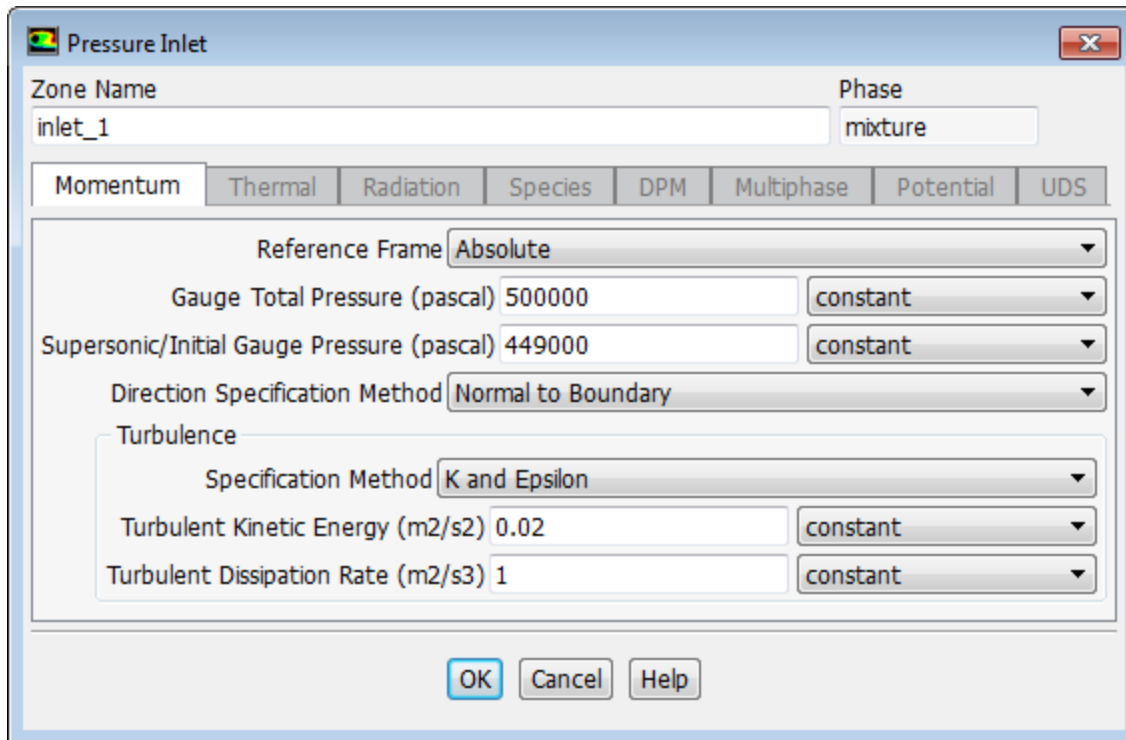 Pressure Inlet
Zone Name Phase
inlet_1 mixture
Momentum Thermal Radiation Species DPM Multiphase Potential UDS
Reference Frame Absolute
Gauge Total Pressure (pascal) 500000 constant
Supersonic/Initial Gauge Pressure (pascal) 449000 constant
Direction Specification Method Normal to Boundary
Turbulence
Specification Method K and Epsilon
Turbulent Kinetic Energy (m2/s2) 0.02 constant
Turbulent Dissipation Rate (m2/s3) 1 constant
OK Cancel Help